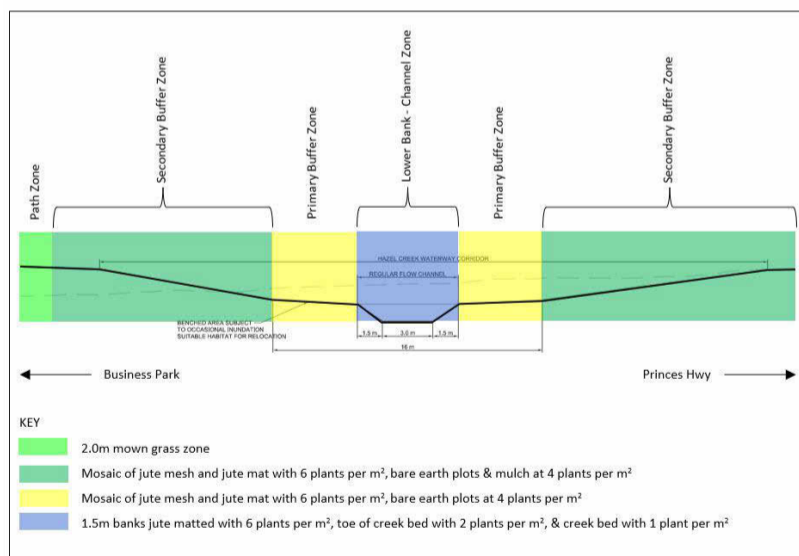 Path Zone
Secondary Buffer Zone
Primary Buffer Zone
Lower Bank - Channel Zone
Primary Buffer Zone
Secondary Buffer Zone
HAZEL CREEK WATERWAY CORRIDOR
REGULAR FLOW CHANNEL
BENCHED AREA SUBJECT
TO OCCASIONAL INUNDATION
SUITABLE HABITAT FOR RELOCATION
1.5 m
3.0 m
1.5 m
16 m
Business Park
Princes Hwy
KEY
2.0m mown grass zone
Mosaic of jute mesh and jute mat with 6 plants per m², bare earth plots & mulch at 4 plants per m²
Mosaic of jute mesh and jute mat with 6 plants per m², bare earth plots at 4 plants per m²
1.5m banks jute matted with 6 plants per m², toe of creek bed with 2 plants per m², & creek bed with 1 plant per m²